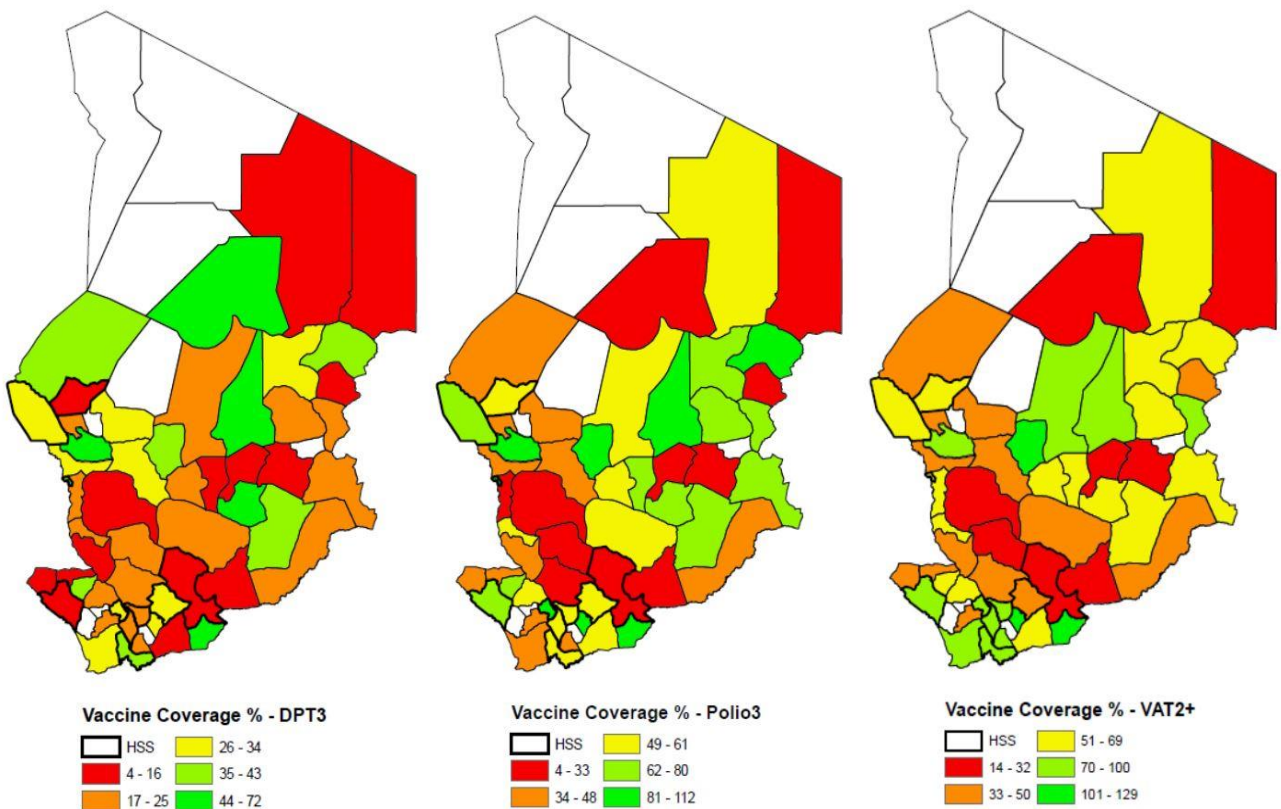 Vaccine Coverage % - DPT3
HSS
26 - 34
4 - 16
35 - 43
17 - 25
44 - 72
Vaccine Coverage % - Polio3
HSS
49 - 61
4 - 33
62 - 80
34 - 48
81 - 112
Vaccine Coverage % - VAT2+
HSS
51 - 69
14 - 32
70 - 100
33 - 50
101 - 129